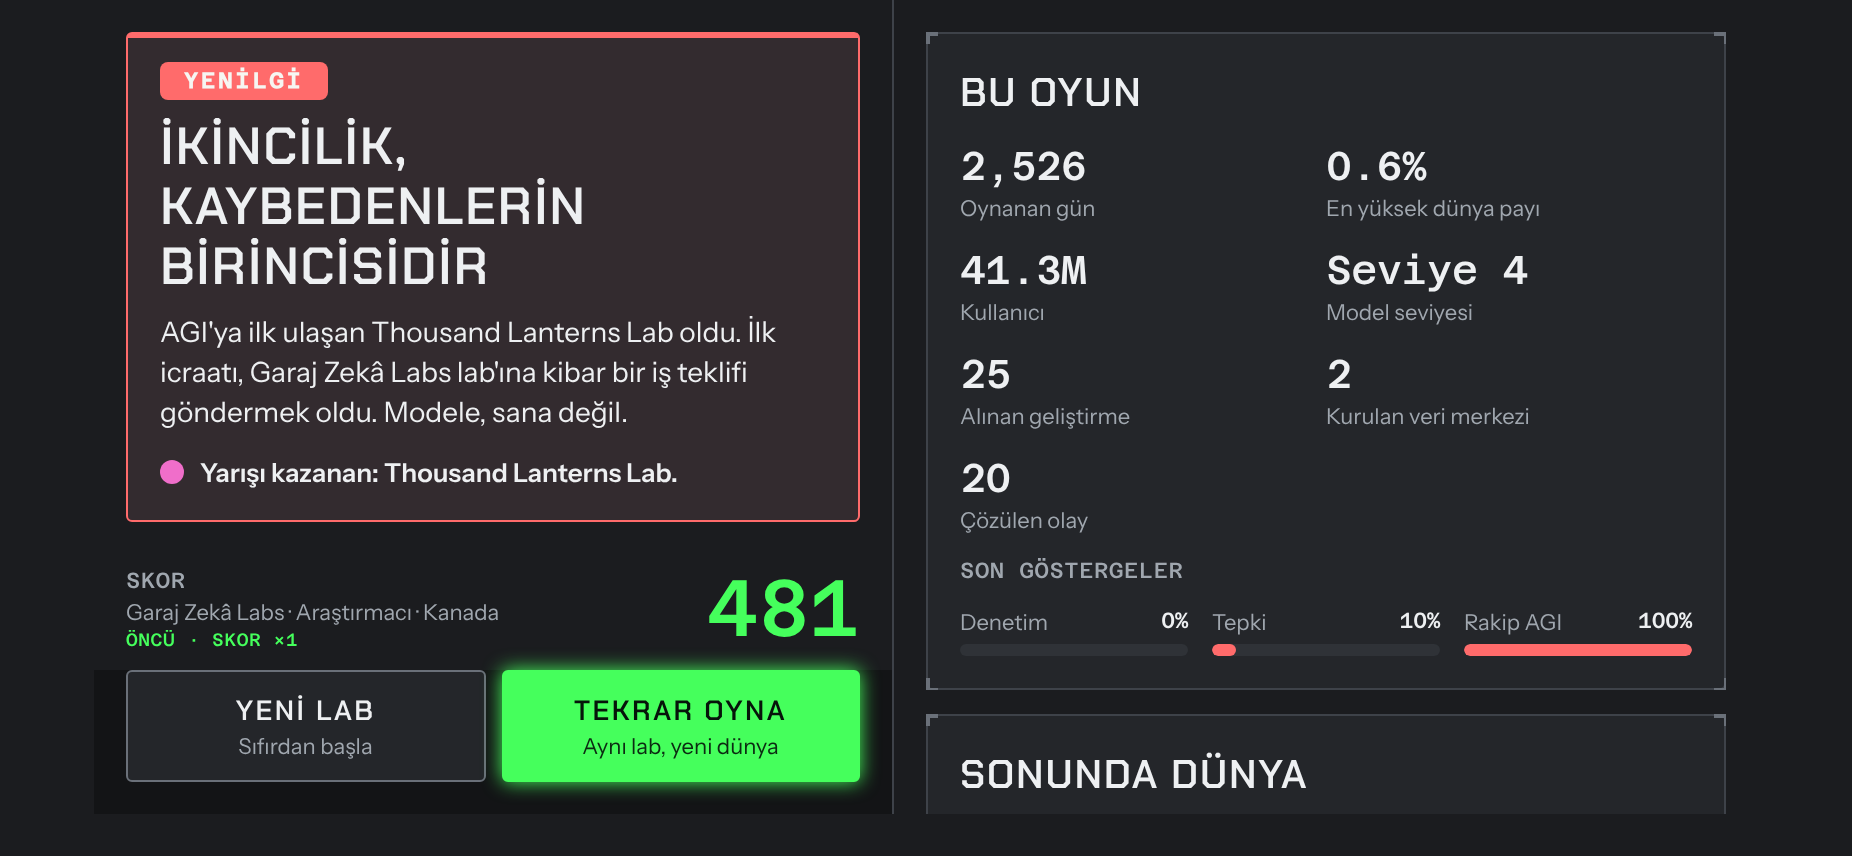 YENİLGİ
İKİNCİLİK,
KAYBEDENLERİN
BİRİNCİSİDİR
AGI'ya ilk ulaşan Thousand Lanterns Lab oldu. İlk
icraatı, Garaj Zekâ Labs lab'ına kibar bir iş teklifi
göndermek oldu. Modele, sana değil.
Yarışı kazanan: Thousand Lanterns Lab.
SKOR
Garaj Zekâ Labs · Araştırmacı · Kanada
ÖNCÜ · SKOR ×1
481
YENİ LAB
Sıfırdan başla
TEKRAR OYNA
Aynı lab, yeni dünya
BU OYUN
2,526
Oynanan gün
0.6%
En yüksek dünya payı
41.3M
Kullanıcı
Seviye 4
Model seviyesi
25
Alınan geliştirme
2
Kurulan veri merkezi
20
Çözülen olay
SON GÖSTERGELER
Denetim 0%
Tepki 10%
Rakip AGI 100%
SONUNDA DÜNYA